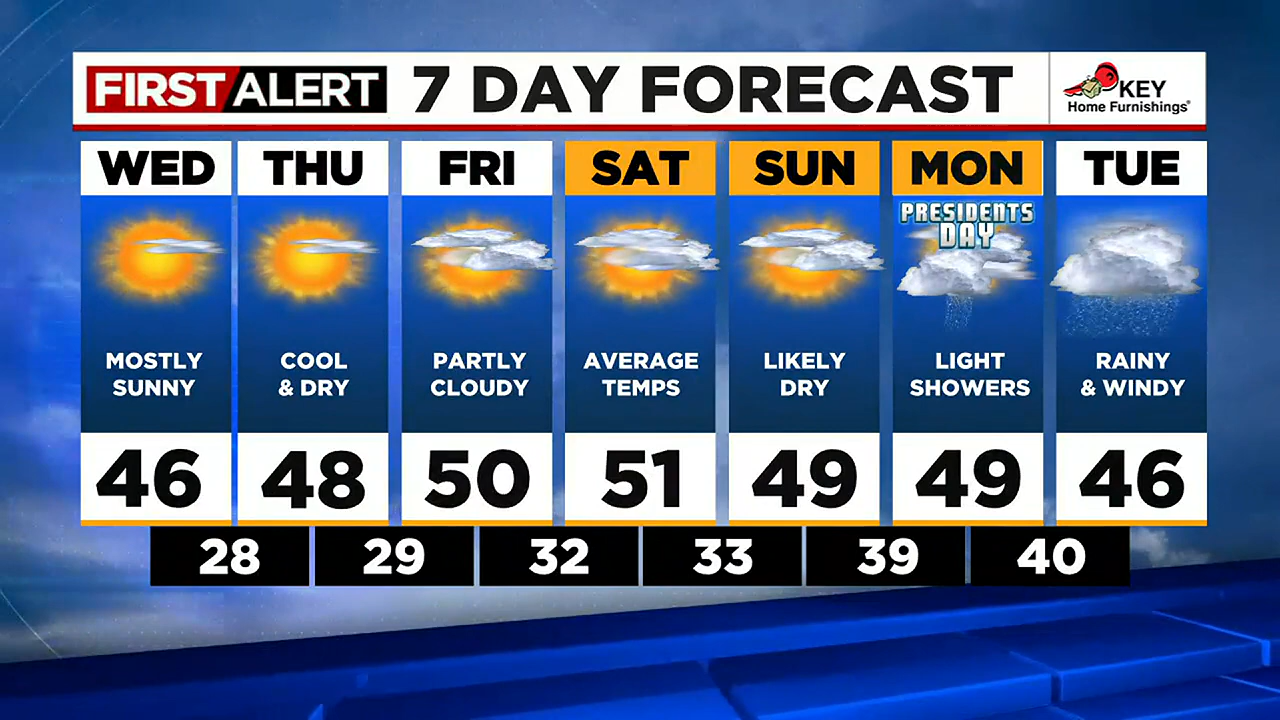 FIRST ALERT 7 DAY FORECAST
KEY
Home Furnishings®
WED THU FRI SAT SUN MON TUE
PRESIDENTS
DAY
MOSTLY
SUNNY
COOL
& DRY
PARTLY
CLOUDY
AVERAGE
TEMPS
LIKELY
DRY
LIGHT
SHOWERS
RAINY
& WINDY
46 48 50 51 49 49 46
28 29 32 33 39 40